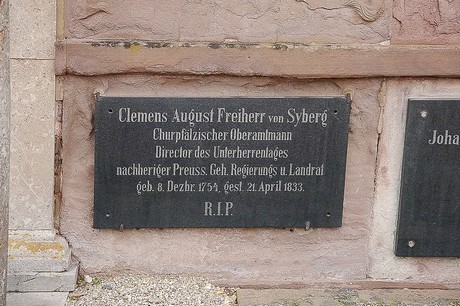 Clemens August Freiherr von Syberg
Churpfälzischer Oberamtmann
Director des Unterherrentages
nachheriger Preuss. Geh. Regierungs u. Landrat
geb. 8. Dezbr. 1754, gest. 21. April 1833.
R.I.P.
Joha